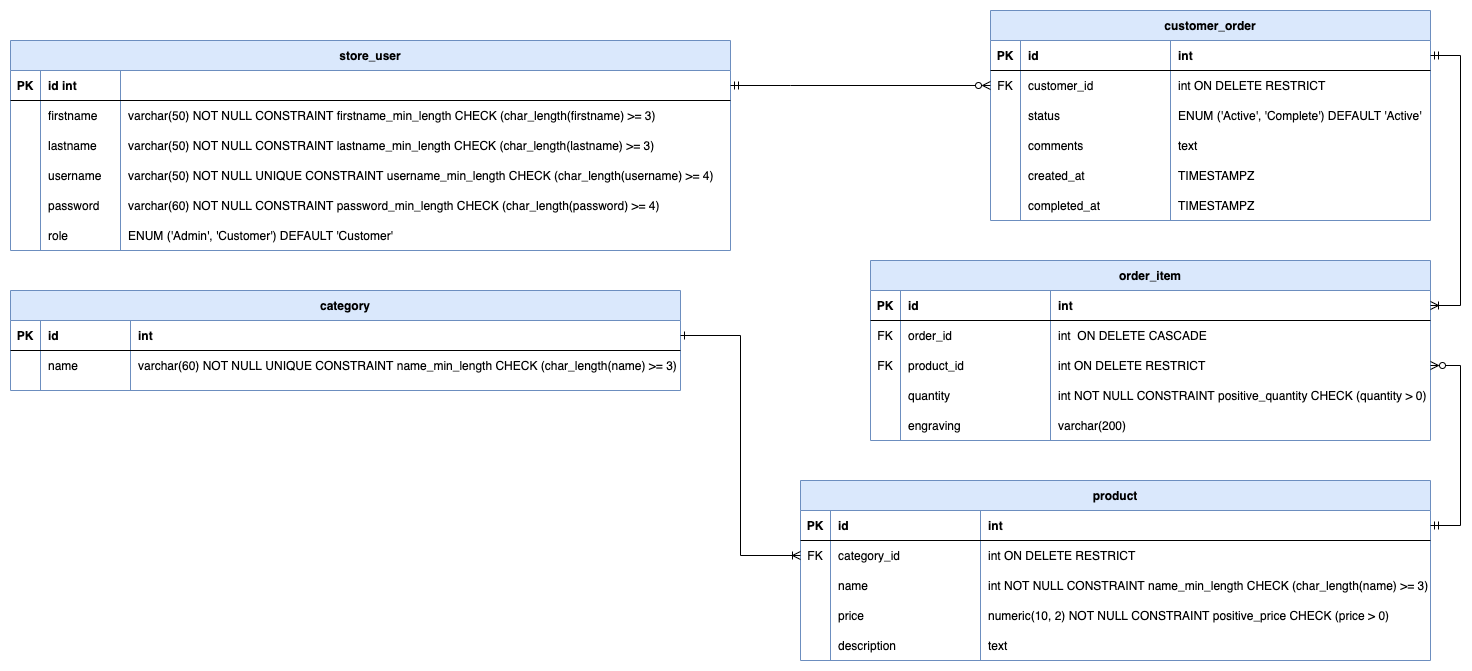 store_user
PK id int
firstname varchar(50) NOT NULL CONSTRAINT firstname_min_length CHECK (char_length(firstname) >= 3)
lastname varchar(50) NOT NULL CONSTRAINT lastname_min_length CHECK (char_length(lastname) >= 3)
username varchar(50) NOT NULL UNIQUE CONSTRAINT username_min_length CHECK (char_length(username) >= 4)
password varchar(60) NOT NULL CONSTRAINT password_min_length CHECK (char_length(password) >= 4)
role ENUM ('Admin', 'Customer') DEFAULT 'Customer'
customer_order
PK id int
FK customer_id int ON DELETE RESTRICT
status ENUM ('Active', 'Complete') DEFAULT 'Active'
comments text
created_at TIMESTAMPZ
completed_at TIMESTAMPZ
category
PK id int
name varchar(60) NOT NULL UNIQUE CONSTRAINT name_min_length CHECK (char_length(name) >= 3)
order_item
PK id int
FK order_id int ON DELETE CASCADE
FK product_id int ON DELETE RESTRICT
quantity int NOT NULL CONSTRAINT positive_quantity CHECK (quantity > 0)
engraving varchar(200)
product
PK id int
FK category_id int ON DELETE RESTRICT
name int NOT NULL CONSTRAINT name_min_length CHECK (char_length(name) >= 3)
price numeric(10, 2) NOT NULL CONSTRAINT positive_price CHECK (price > 0)
description text